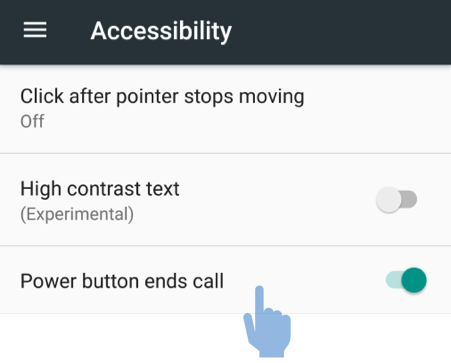 Accessibility
Click after pointer stops moving
Off
High contrast text
(Experimental)
Power button ends call